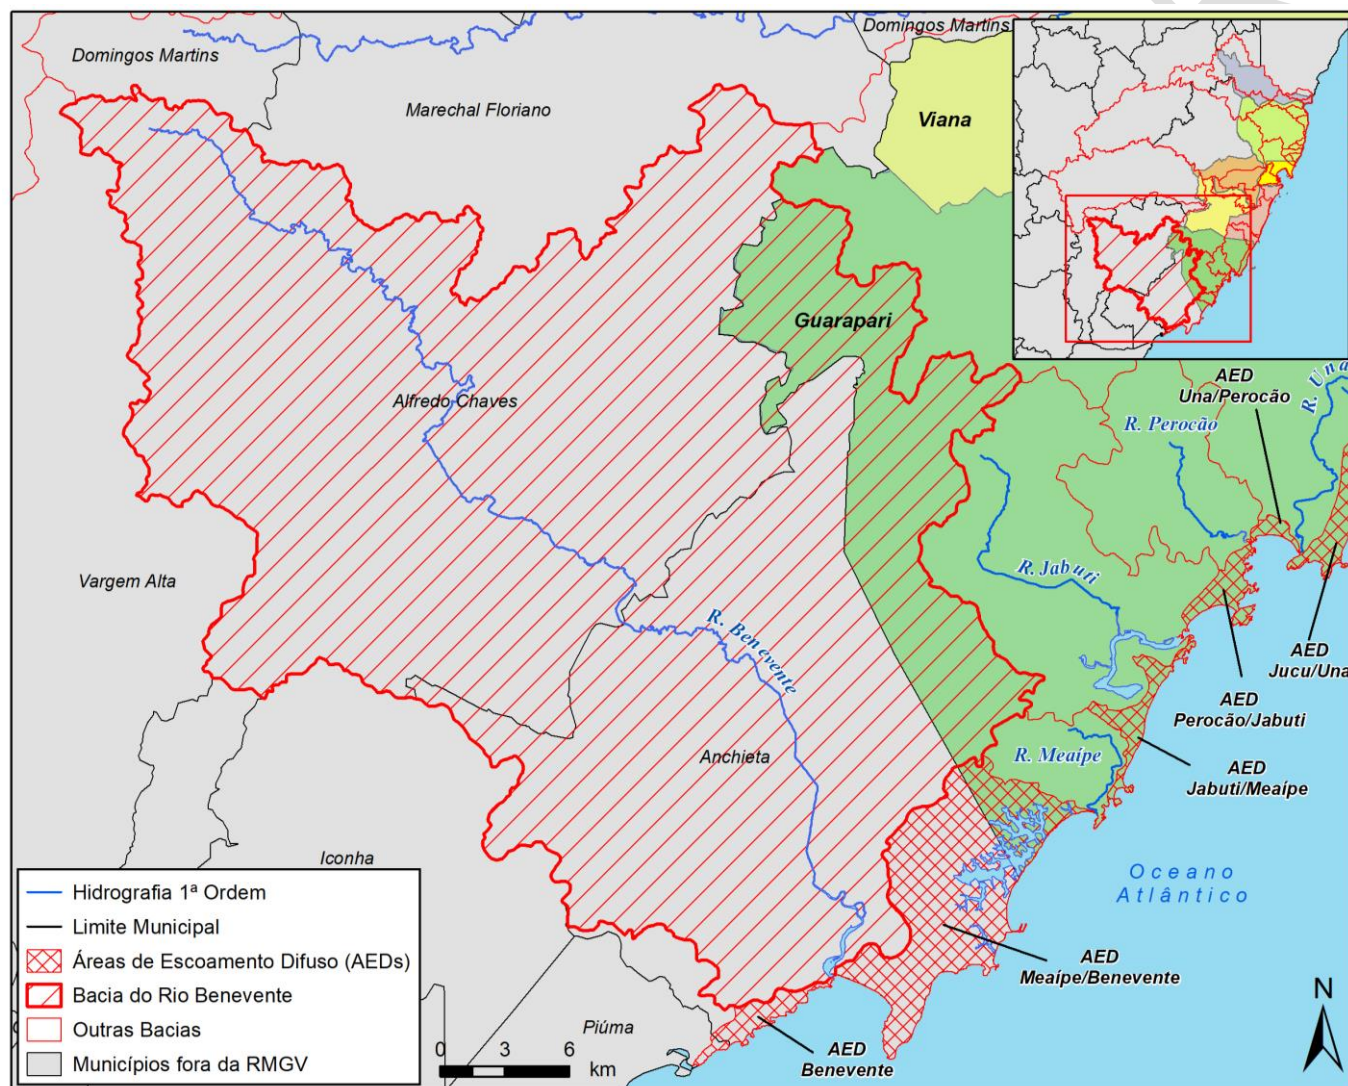 Domingos Martins
Domingos Martins
Marechal Floriano
Viana
Guarapari
Alfredo Chaves
AED
Una/Perocão
R. Una
R. Perocão
Vargem Alta
R. Jabuti
R. Benevente
AED
Jucu/Una
AED
Perocão/Jabuti
Anchieta
R. Meaípe
AED
Jabuti/Meaípe
Iconha
Oceano
Atlântico
AED
Meaípe/Benevente
Piúma
AED
Benevente
Hidrografia 1ª Ordem
Limite Municipal
Áreas de Escoamento Difuso (AEDs)
Bacia do Rio Benevente
Outras Bacias
Municípios fora da RMGV
0 3 6
km
N